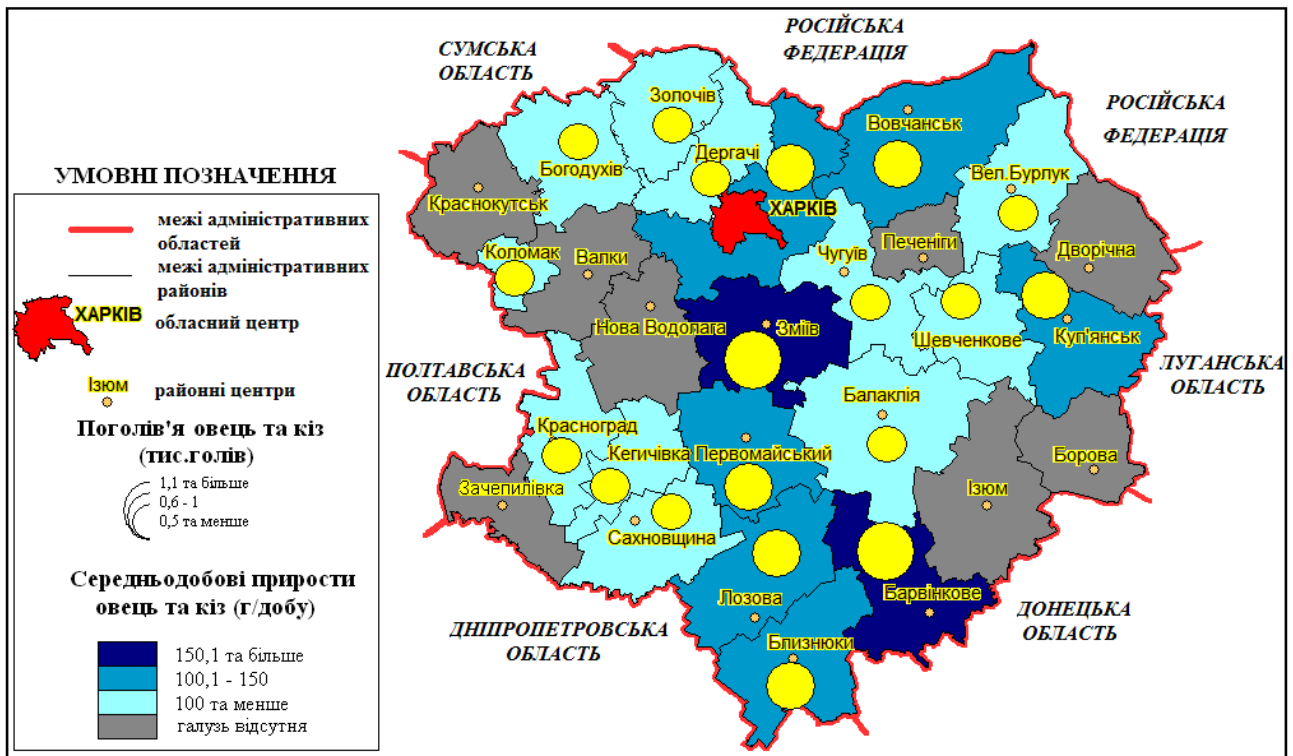 УМОВНІ ПОЗНАЧЕННЯ
межі адміністративних
областей
межі адміністративних
районів
ХАРКІВ
обласний центр
Ізюм
районні центри
Поголів'я овець та кіз
(тис.голів)
1,1 та більше
0,6 - 1
0,5 та менше
Середньодобові прирости
овець та кіз (г/добу)
150,1 та більше
100,1 - 150
100 та менше
галузь відсутня
СУМСЬКА
ОБЛАСТЬ
РОСІЙСЬКА
ФЕДЕРАЦІЯ
РОСІЙСЬКА
ФЕДЕРАЦІЯ
Золочів
Вовчанськ
Дергачі
Богодухів
Вел.Бурлук
Краснокутськ
ХАРКІВ
Печеніги
Дворічна
Коломак
Валки
Чугуїв
Нова Водолага
Зміїв
Шевченкове
Куп'янськ
ПОЛТАВСЬКА
ОБЛАСТЬ
ЛУГАНСЬКА
ОБЛАСТЬ
Балаклія
Красноград
Кегичівка
Первомайський
Борова
Зачепилівка
Ізюм
Сахновщина
Лозова
Барвінкове
ДНІПРОПЕТРОВСЬКА
ОБЛАСТЬ
ДОНЕЦЬКА
ОБЛАСТЬ
Близнюки